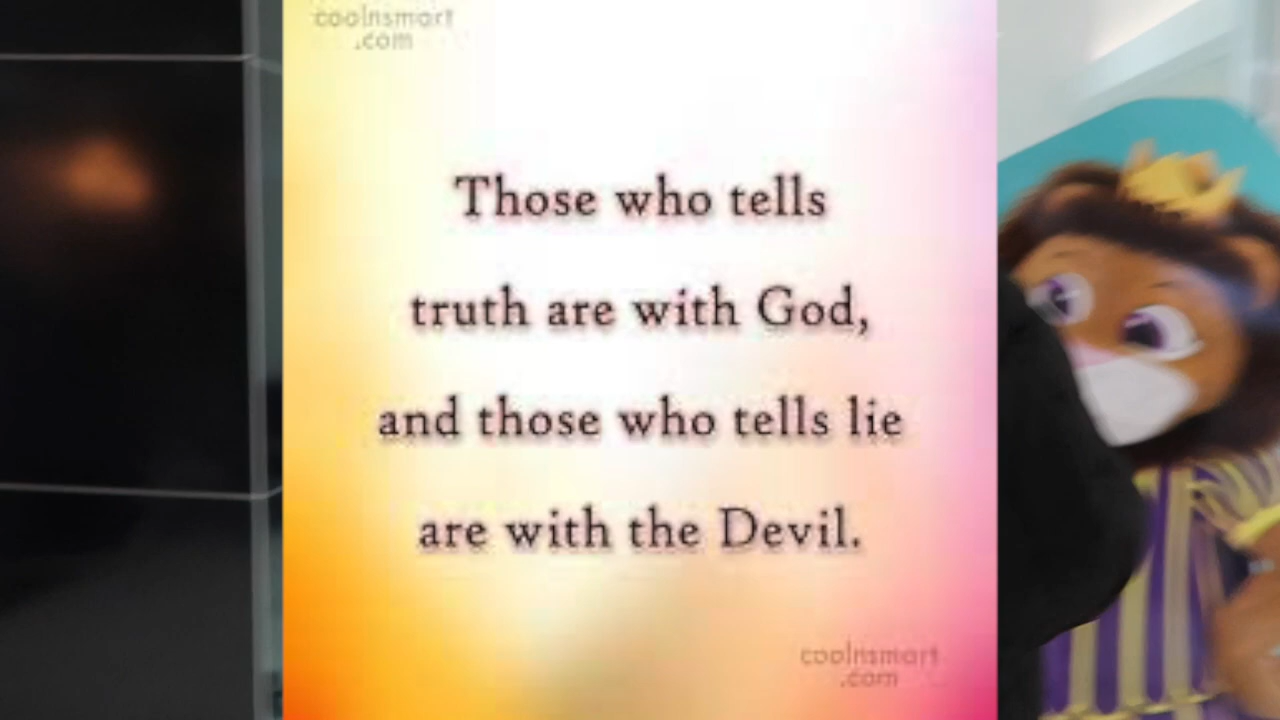 coolnsmart
.com
Those who tells
truth are with God,
and those who tells lie
are with the Devil.
coolnsmart
.com